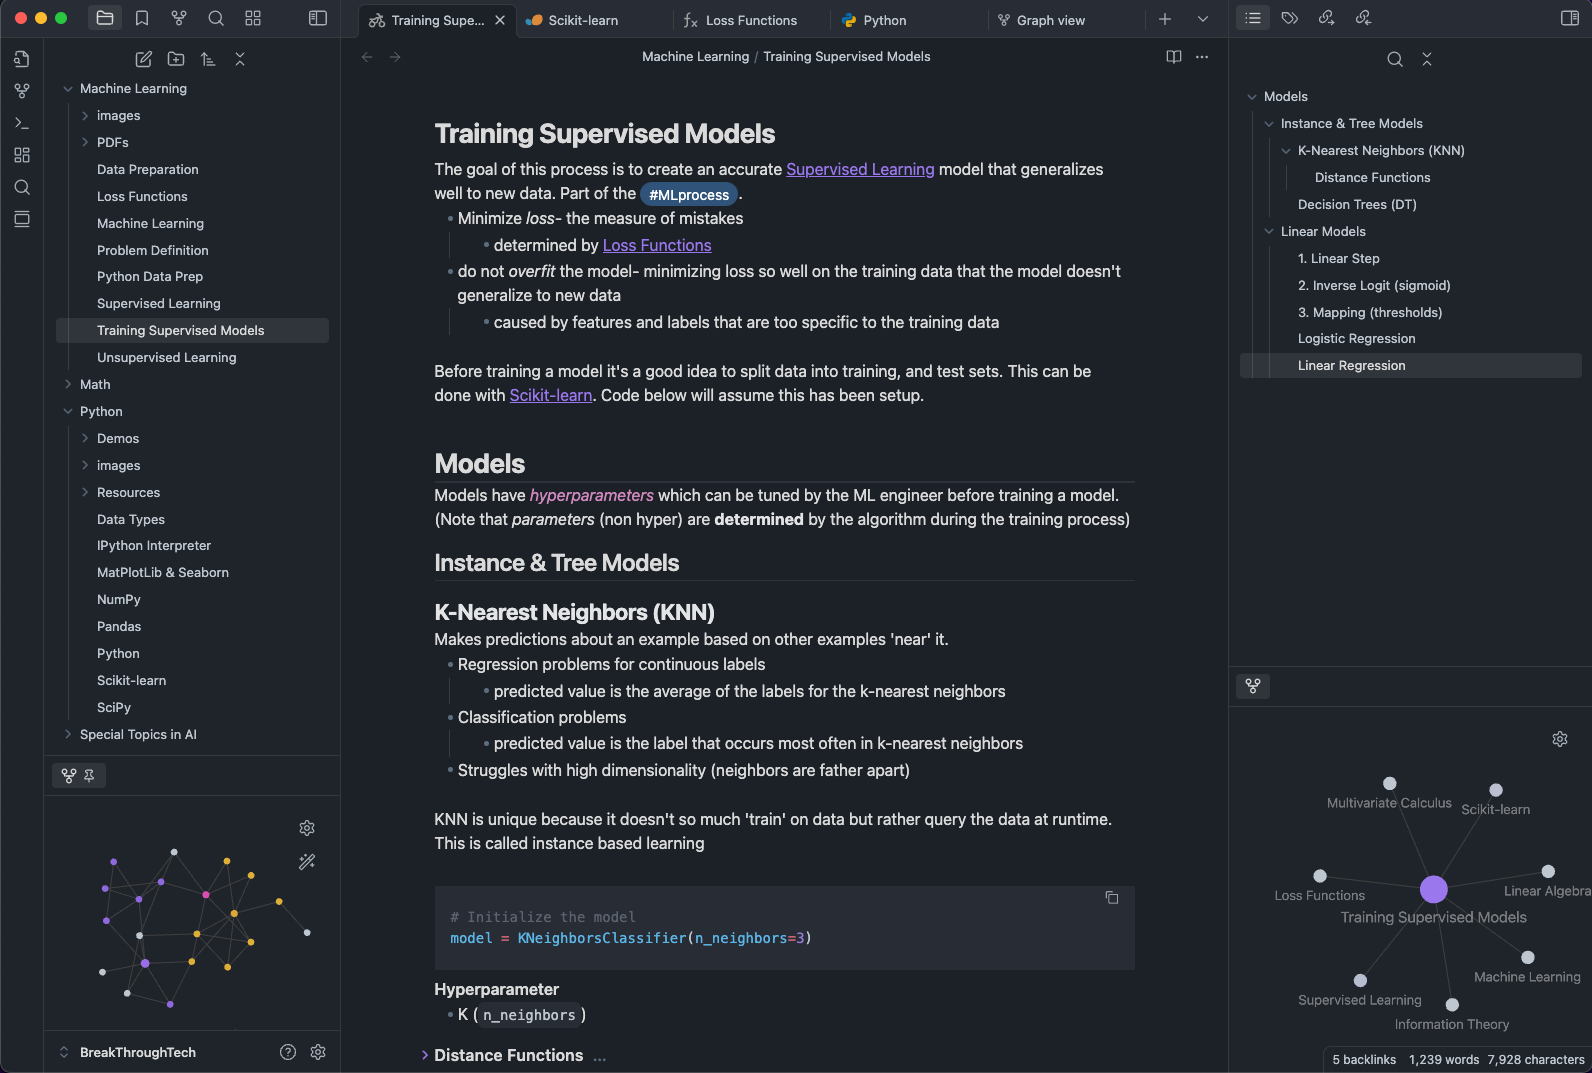 Training Supe...
Scikit-learn
Loss Functions
Python
Graph view
Machine Learning
images
PDFs
Data Preparation
Loss Functions
Machine Learning
Problem Definition
Python Data Prep
Supervised Learning
Training Supervised Models
Unsupervised Learning
Math
Python
Demos
images
Resources
Data Types
IPython Interpreter
MatPlotLib & Seaborn
NumPy
Pandas
Python
Scikit-learn
SciPy
Special Topics in AI
BreakThroughTech
Machine Learning / Training Supervised Models
Training Supervised Models
The goal of this process is to create an accurate Supervised Learning model that generalizes
well to new data. Part of the #MLprocess .
• Minimize loss- the measure of mistakes
• determined by Loss Functions
• do not overfit the model- minimizing loss so well on the training data that the model doesn't
generalize to new data
• caused by features and labels that are too specific to the training data
Before training a model it's a good idea to split data into training, and test sets. This can be
done with Scikit-learn. Code below will assume this has been setup.
Models
Models have hyperparameters which can be tuned by the ML engineer before training a model.
(Note that parameters (non hyper) are determined by the algorithm during the training process)
Instance & Tree Models
K-Nearest Neighbors (KNN)
Makes predictions about an example based on other examples 'near' it.
• Regression problems for continuous labels
• predicted value is the average of the labels for the k-nearest neighbors
• Classification problems
• predicted value is the label that occurs most often in k-nearest neighbors
• Struggles with high dimensionality (neighbors are father apart)
KNN is unique because it doesn't so much 'train' on data but rather query the data at runtime.
This is called instance based learning
# Initialize the model
model = KNeighborsClassifier(n_neighbors=3)
Hyperparameter
• K ( n_neighbors )
Distance Functions ...
Models
Instance & Tree Models
K-Nearest Neighbors (KNN)
Distance Functions
Decision Trees (DT)
Linear Models
1. Linear Step
2. Inverse Logit (sigmoid)
3. Mapping (thresholds)
Logistic Regression
Linear Regression
Multivariate Calculus
Scikit-learn
Loss Functions
Linear Algebra
Training Supervised Models
Machine Learning
Supervised Learning
Information Theory
5 backlinks 1,239 words 7,928 characters